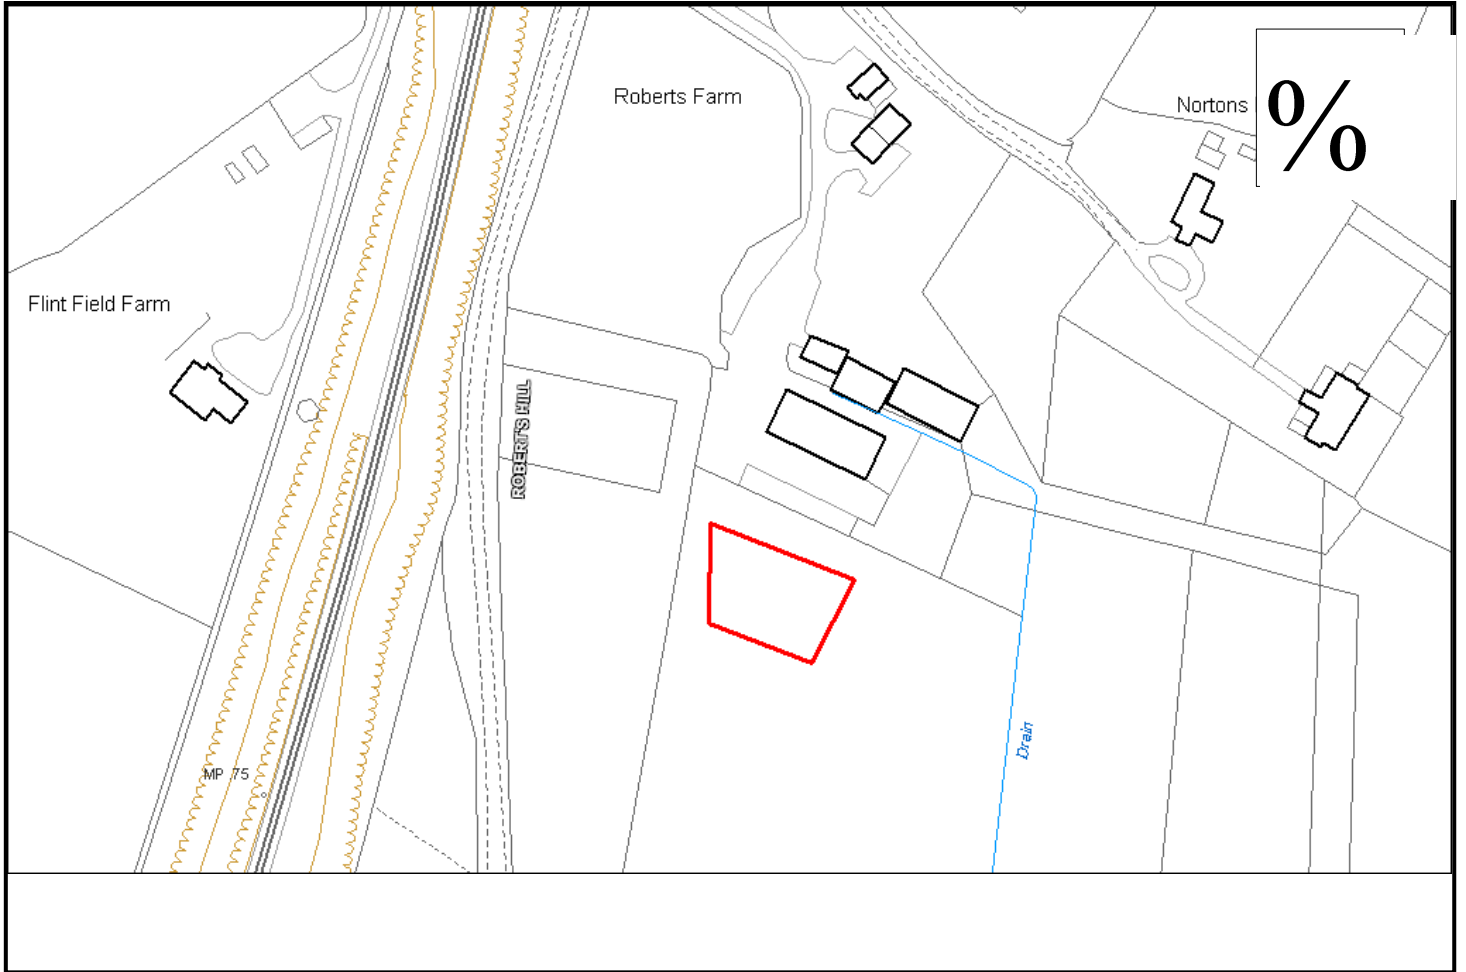 Roberts Farm
Nortons
%
Flint Field Farm
ROBERT'S HILL
Drain
MP .75